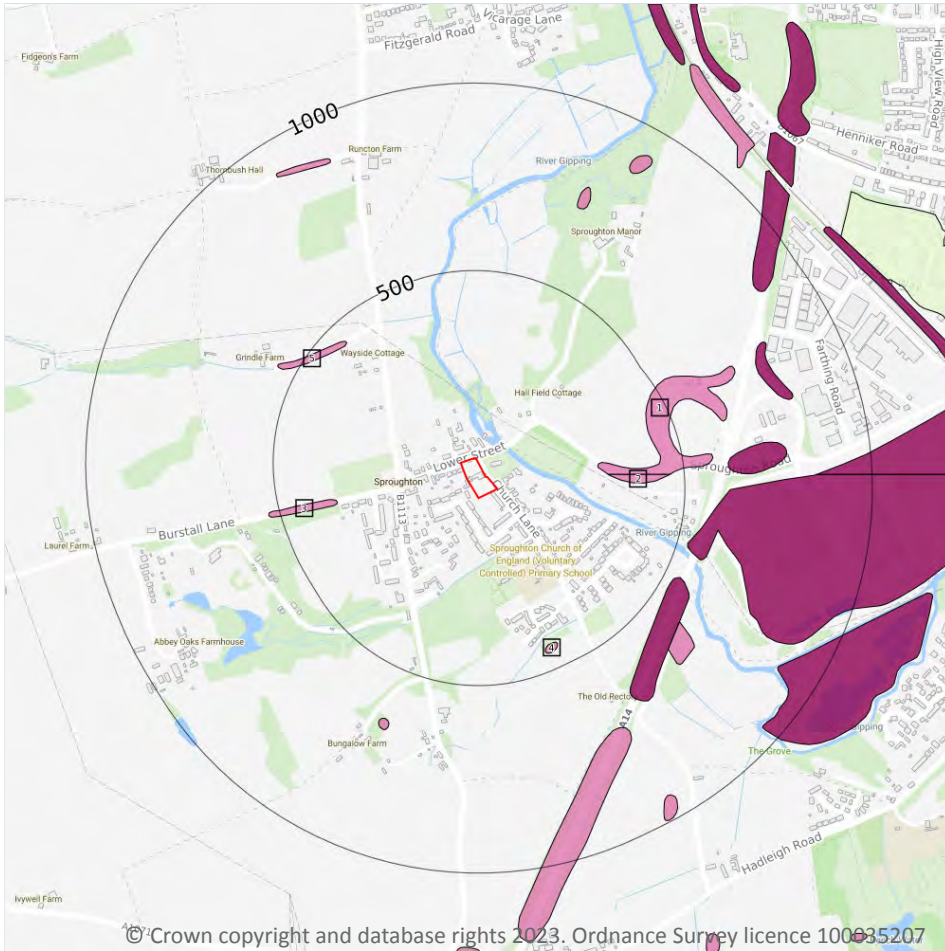 Vicarage Lane
Fitzgerald Road
Fidgeon's Farm
High View Road
1000
B1067
Henniker Road
Runcton Farm
Thornbush Hall
River Gipping
Sproughton Manor
500
Grindle Farm
5
Wayside Cottage
Farthing Road
Hall Field Cottage
1
Lower Street
Sproughton Road
Sproughton
2
Church Lane
B1113
3
Burstall Lane
River Gipping
Laurel Farm
Sproughton Church of
England (Voluntary
Controlled) Primary School
Abbey Oaks Farmhouse
4
The Old Rectory
A14
Gipping
Bungalow Farm
The Grove
Hadleigh Road
Ivywell Farm
A1071
© Crown copyright and database rights 2023. Ordnance Survey licence 100035207